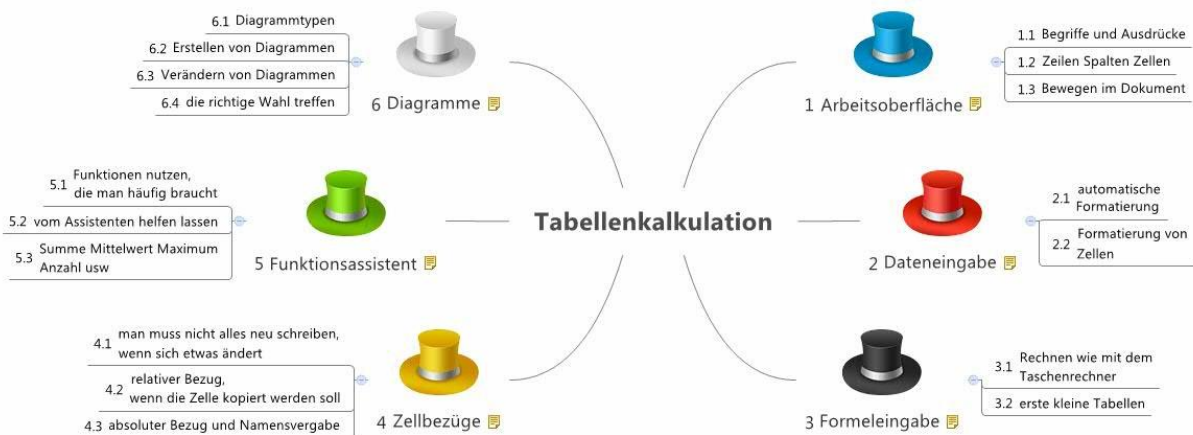 Tabellenkalkulation
1 Arbeitsoberfläche
1.1 Begriffe und Ausdrücke
1.2 Zeilen Spalten Zellen
1.3 Bewegen im Dokument
2 Dateneingabe
2.1 automatische
Formatierung
2.2 Formatierung von
Zellen
3 Formeleingabe
3.1 Rechnen wie mit dem
Taschenrechner
3.2 erste kleine Tabellen
4 Zellbezüge
4.1 man muss nicht alles neu schreiben,
wenn sich etwas ändert
4.2 relativer Bezug,
wenn die Zelle kopiert werden soll
4.3 absoluter Bezug und Namensvergabe
5 Funktionsassistent
5.1 Funktionen nutzen,
die man häufig braucht
5.2 vom Assistenten helfen lassen
5.3 Summe Mittelwert Maximum
Anzahl usw
6 Diagramme
6.1 Diagrammtypen
6.2 Erstellen von Diagrammen
6.3 Verändern von Diagrammen
6.4 die richtige Wahl treffen